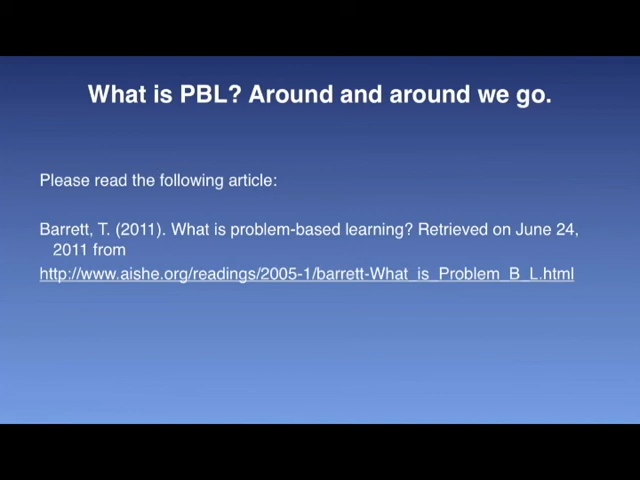 What is PBL? Around and around we go.
Please read the following article:
Barrett, T. (2011). What is problem-based learning? Retrieved on June 24,
2011 from
http://www.aishe.org/readings/2005-1/barrett-What_is_Problem_B_L.html